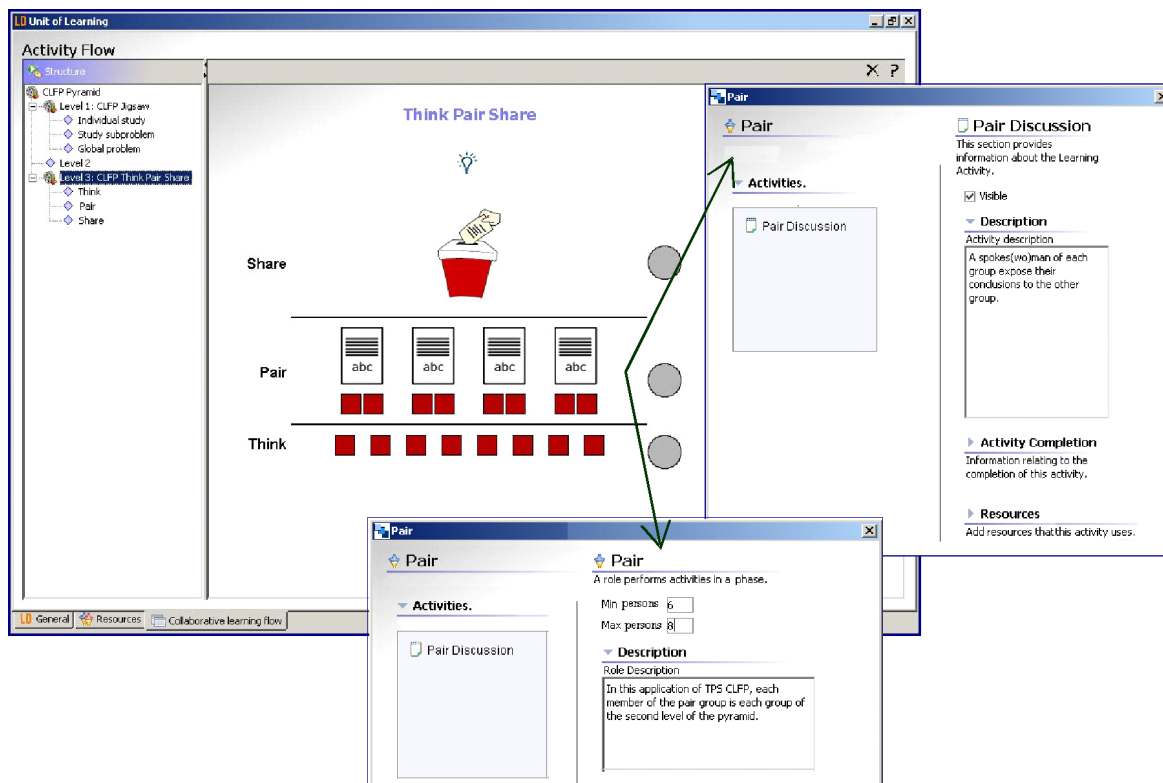 LD Unit of Learning
Activity Flow
Structure
CLFP Pyramid
Level 1: CLFP Jigsaw
Individual study
Study subproblem
Global problem
Level 2
Level 3: CLFP Think Pair Share
Think
Pair
Share
Think Pair Share
Share
Pair
abc
abc
abc
abc
Think
LD General
Resources
Collaborative learning flow
Pair
Pair
Activities.
Pair Discussion
Pair Discussion
This section provides
information about the Learning
Activity.
Visible
Description
Activity description
A spokes(wo)man of each
group expose their
conclusions to the other
group.
Activity Completion
Information relating to the
completion of this activity.
Resources
Add resources that this activity uses.
Pair
Pair
Activities.
Pair Discussion
Pair
A role performs activities in a phase.
Min persons 6
Max persons 8
Description
Role Description
In this application of TPS CLFP, each
member of the pair group is each group of
the second level of the pyramid.